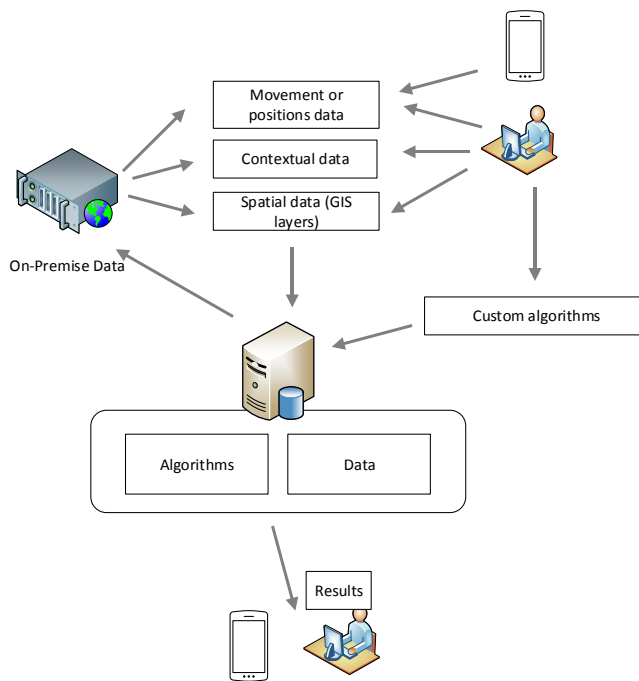 Movement or
positions data
Contextual data
Spatial data (GIS
layers)
On-Premise Data
Custom algorithms
Algorithms
Data
Results